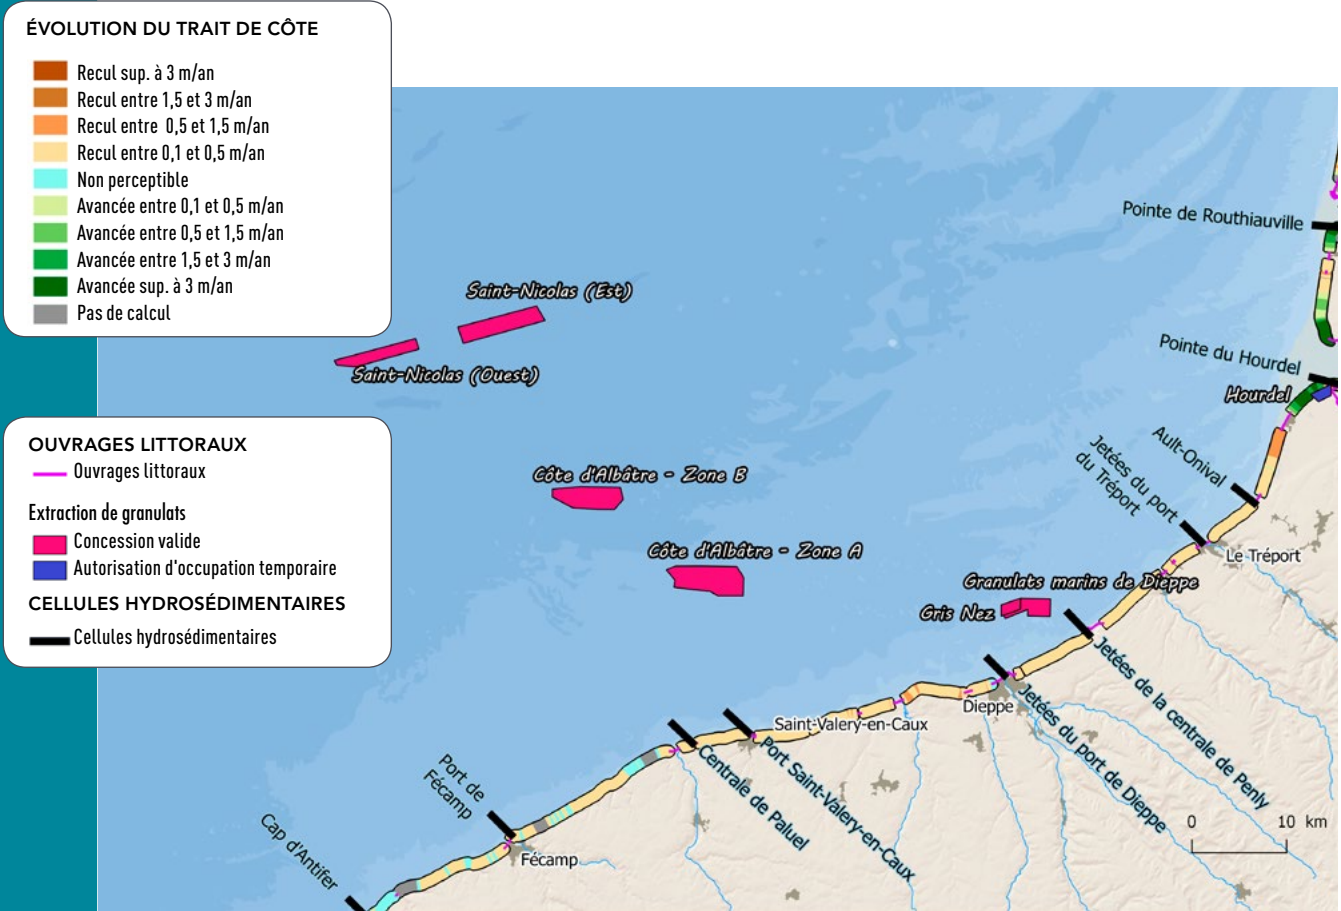 ÉVOLUTION DU TRAIT DE CÔTE
Recul sup. à 3 m/an
Recul entre 1,5 et 3 m/an
Recul entre 0,5 et 1,5 m/an
Recul entre 0,1 et 0,5 m/an
Non perceptible
Avancée entre 0,1 et 0,5 m/an
Avancée entre 0,5 et 1,5 m/an
Avancée entre 1,5 et 3 m/an
Avancée sup. à 3 m/an
Pas de calcul
OUVRAGES LITTORAUX
Ouvrages littoraux
Extraction de granulats
Concession valide
Autorisation d'occupation temporaire
CELLULES HYDROSÉDIMENTAIRES
Cellules hydrosédimentaires
Pointe de Routhiauville
Saint-Nicolas (Est)
Saint-Nicolas (Ouest)
Pointe du Hourdel
Hourdel
Ault-Onival
Jetées du port
du Tréport
Côte d'Albâtre - Zone B
Côte d'Albâtre - Zone A
Le Tréport
Granulats marins de Dieppe
Gris Nez
Jetées de la centrale de Penly
Dieppe
Jetées du port de Dieppe
Saint-Valery-en-Caux
Port Saint-Valery-en-Caux
Centrale de Paluel
Port de
Fécamp
Fécamp
Cap d'Antifer
0 10 km